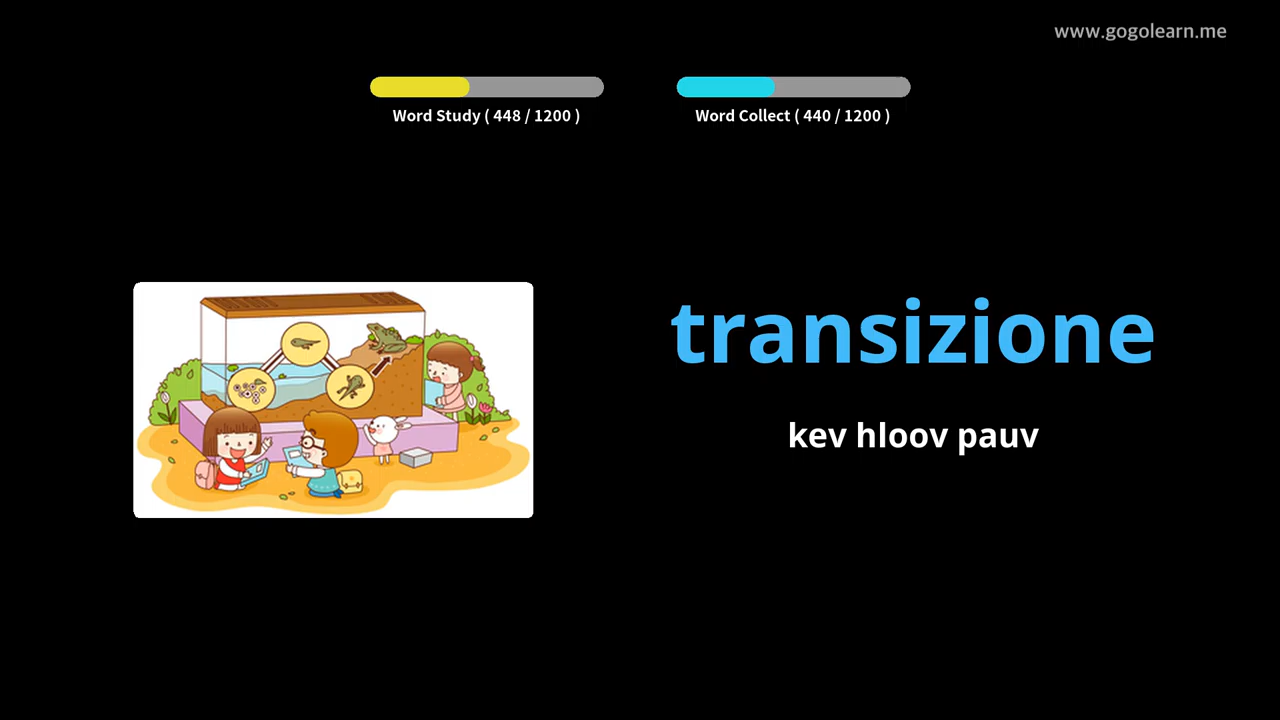 www.gogolearn.me
Word Study ( 448 / 1200 )
Word Collect ( 440 / 1200 )
transizione
kev hloov pauv